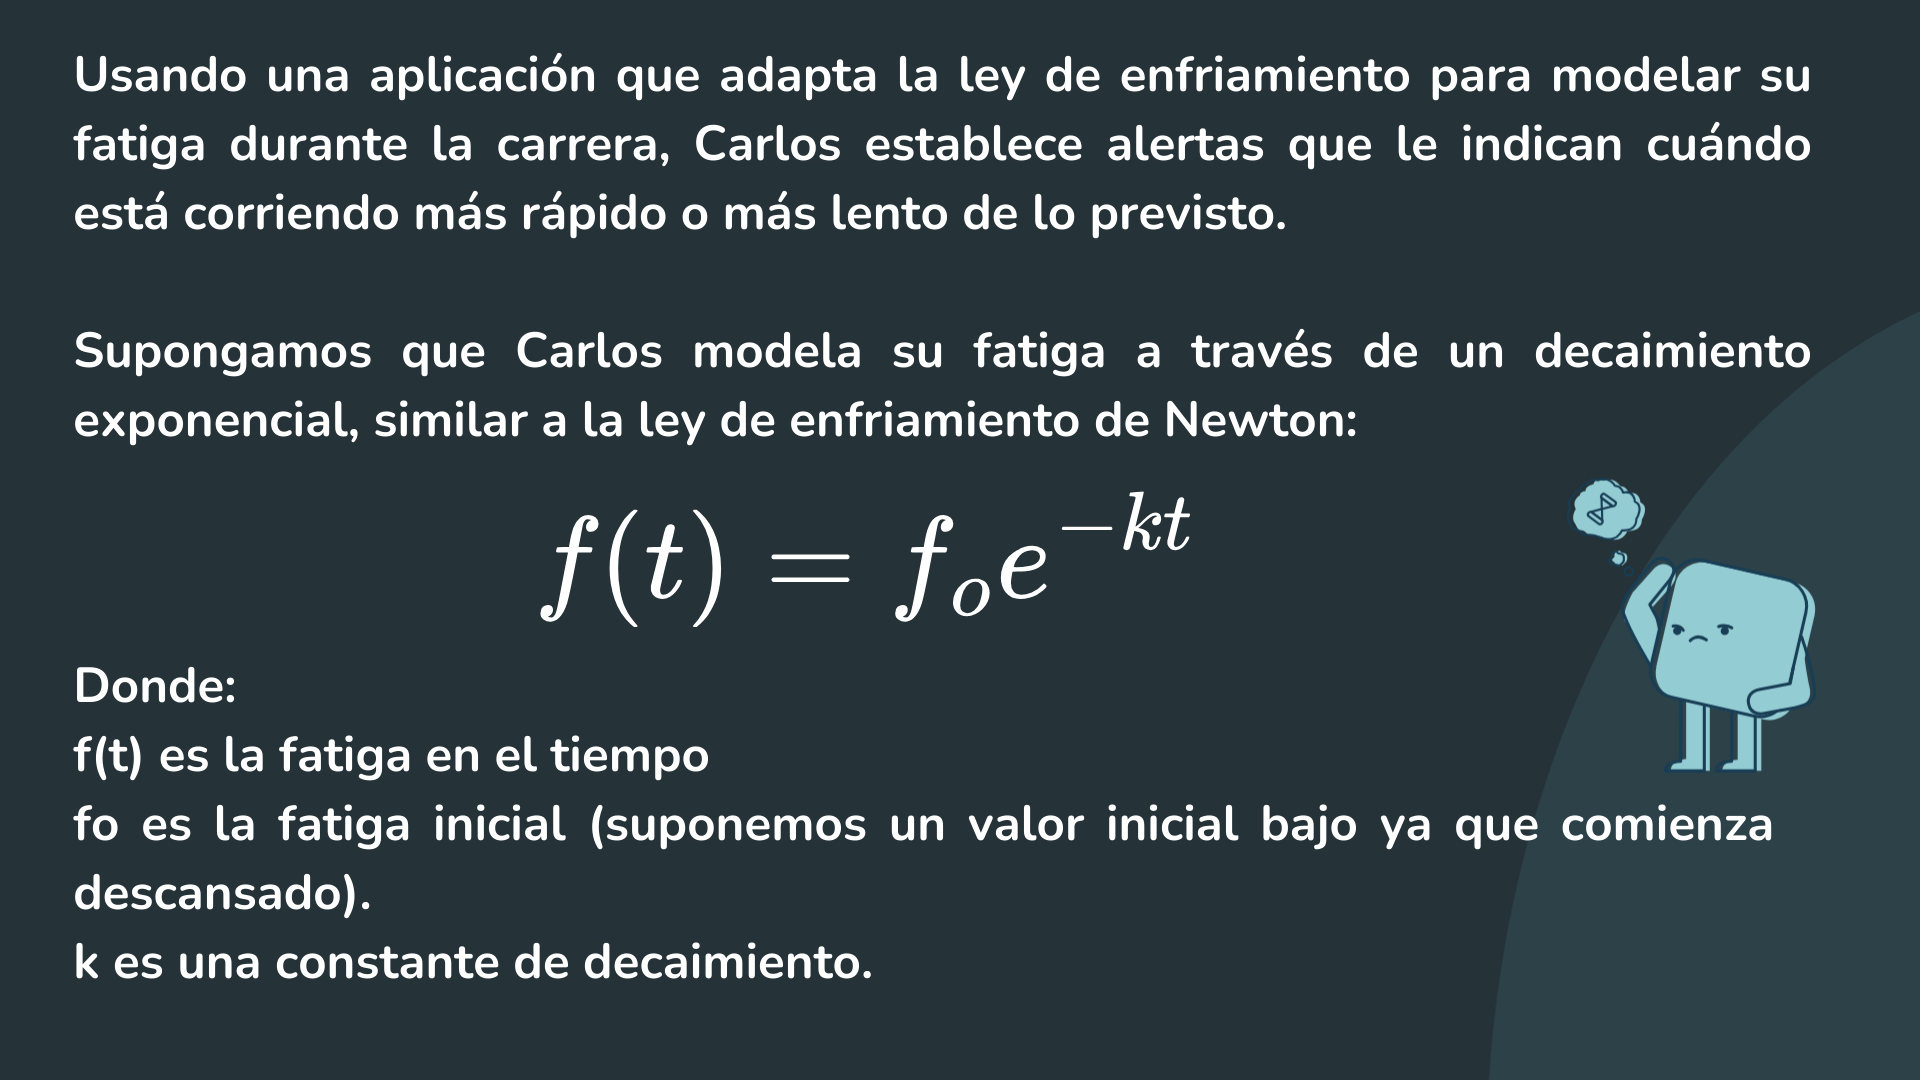 Usando una aplicación que adapta la ley de enfriamiento para modelar su
fatiga durante la carrera, Carlos establece alertas que le indican cuándo
está corriendo más rápido o más lento de lo previsto.
Supongamos que Carlos modela su fatiga a través de un decaimiento
exponencial, similar a la ley de enfriamiento de Newton:
f(t) = fₒe^{-kt}
Donde:
f(t) es la fatiga en el tiempo
fo es la fatiga inicial (suponemos un valor inicial bajo ya que comienza
descansado).
k es una constante de decaimiento.